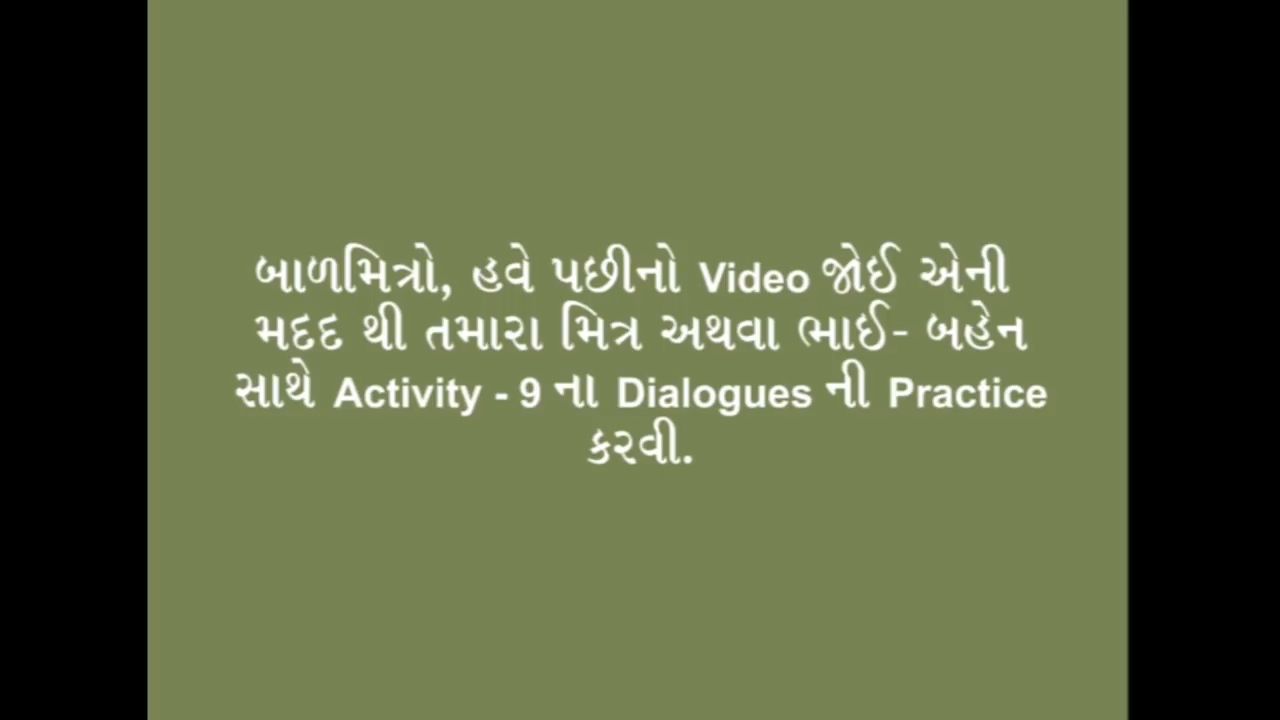 બાળમિત્રો, હવે પછીનો Video જોઈ એની
મદદ થી તમારા મિત્ર અથવા ભાઈ- બહેન
સાથે Activity - 9 ના Dialogues ની Practice
કરવી.